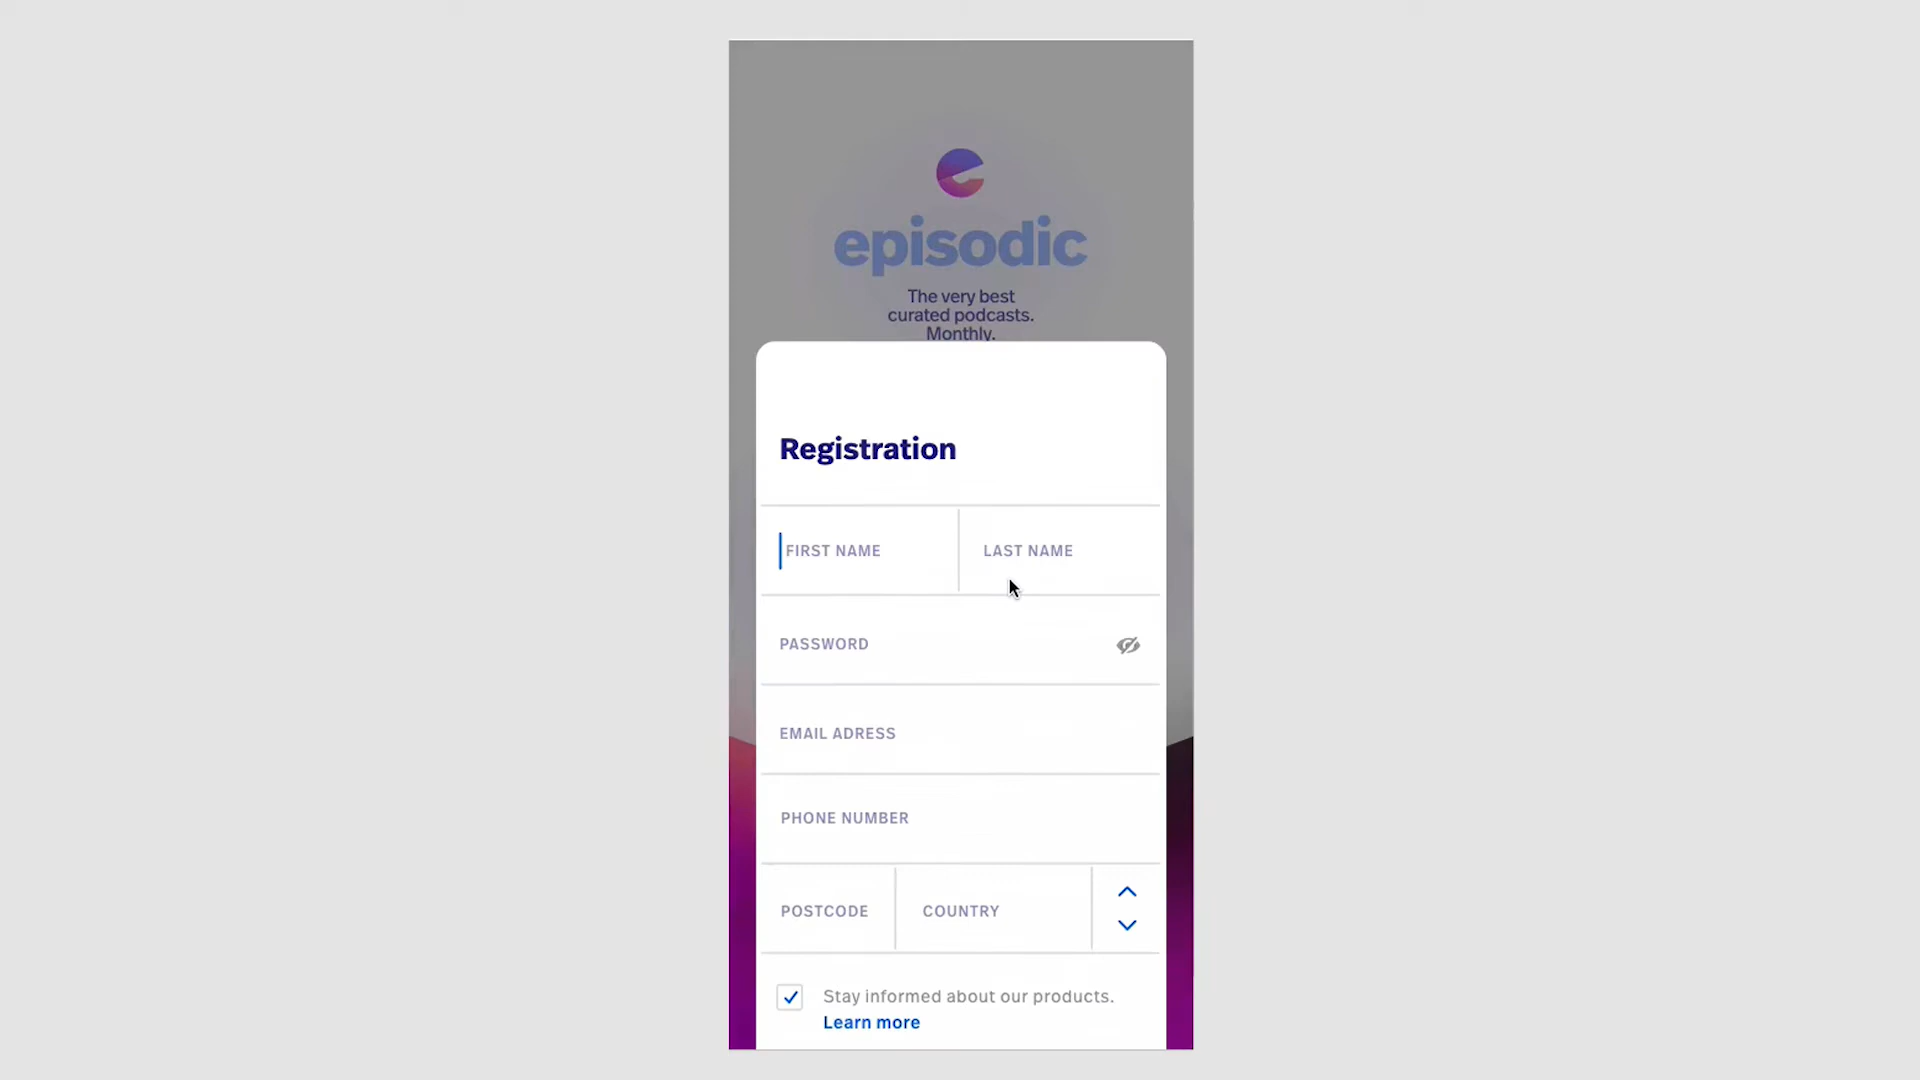 episodic
The very best
curated podcasts.
Monthly.
Registration
FIRST NAME
LAST NAME
PASSWORD
EMAIL ADRESS
PHONE NUMBER
POSTCODE
COUNTRY
Stay informed about our products.
Learn more